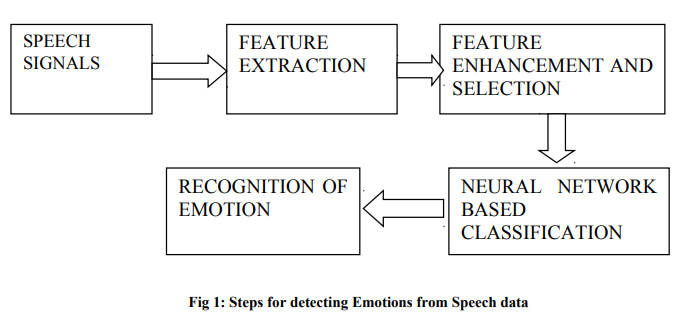 SPEECH
SIGNALS
FEATURE
EXTRACTION
FEATURE
ENHANCEMENT AND
SELECTION
RECOGNITION OF
EMOTION
NEURAL NETWORK
BASED
CLASSIFICATION
Fig 1: Steps for detecting Emotions from Speech data